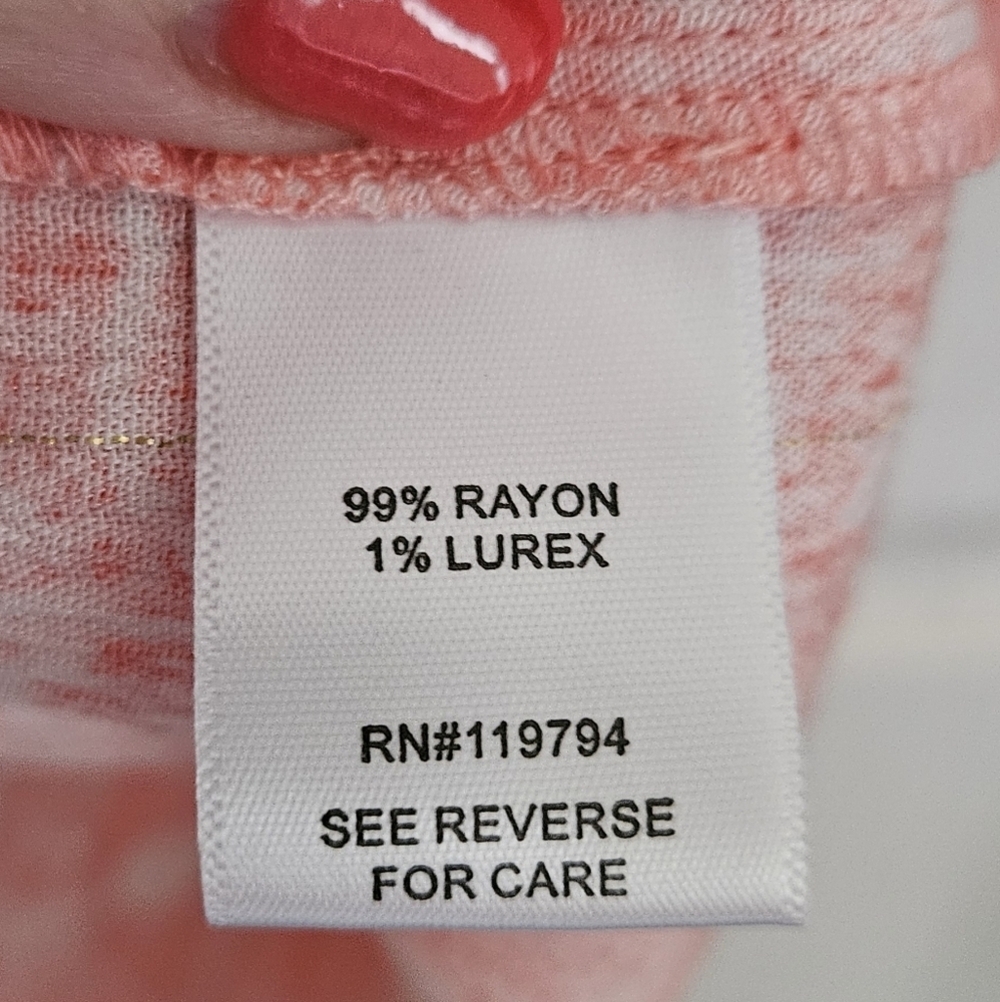 99% RAYON
1% LUREX
RN#119794
SEE REVERSE
FOR CARE